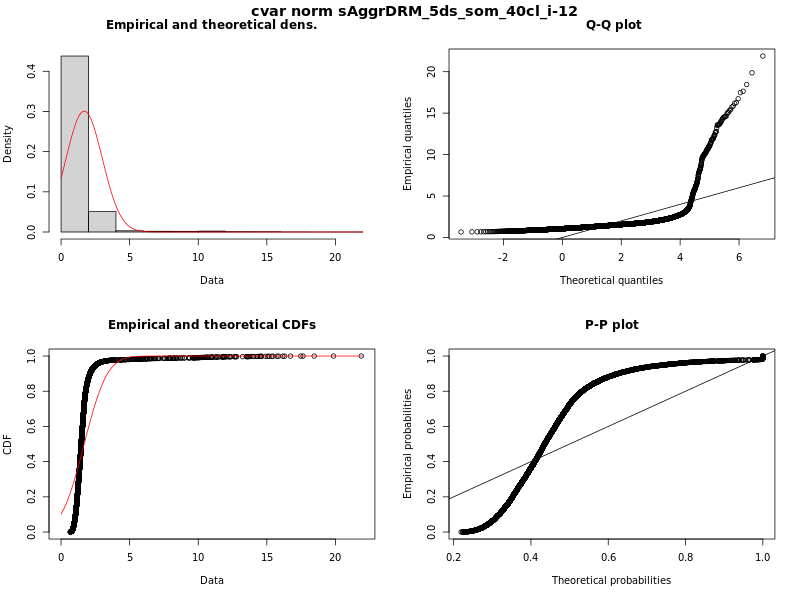 cvar norm sAggrDRM_5ds_som_40cl_i-12
Empirical and theoretical dens.
Density
0.0 0.1 0.2 0.3 0.4
0 5 10 15 20
Data
Q-Q plot
Empirical quantiles
0 5 10 15 20
-2 0 2 4 6
Theoretical quantiles
Empirical and theoretical CDFs
CDF
0.0 0.2 0.4 0.6 0.8 1.0
0 5 10 15 20
Data
P-P plot
Empirical probabilities
0.0 0.2 0.4 0.6 0.8 1.0
0.2 0.4 0.6 0.8 1.0
Theoretical probabilities